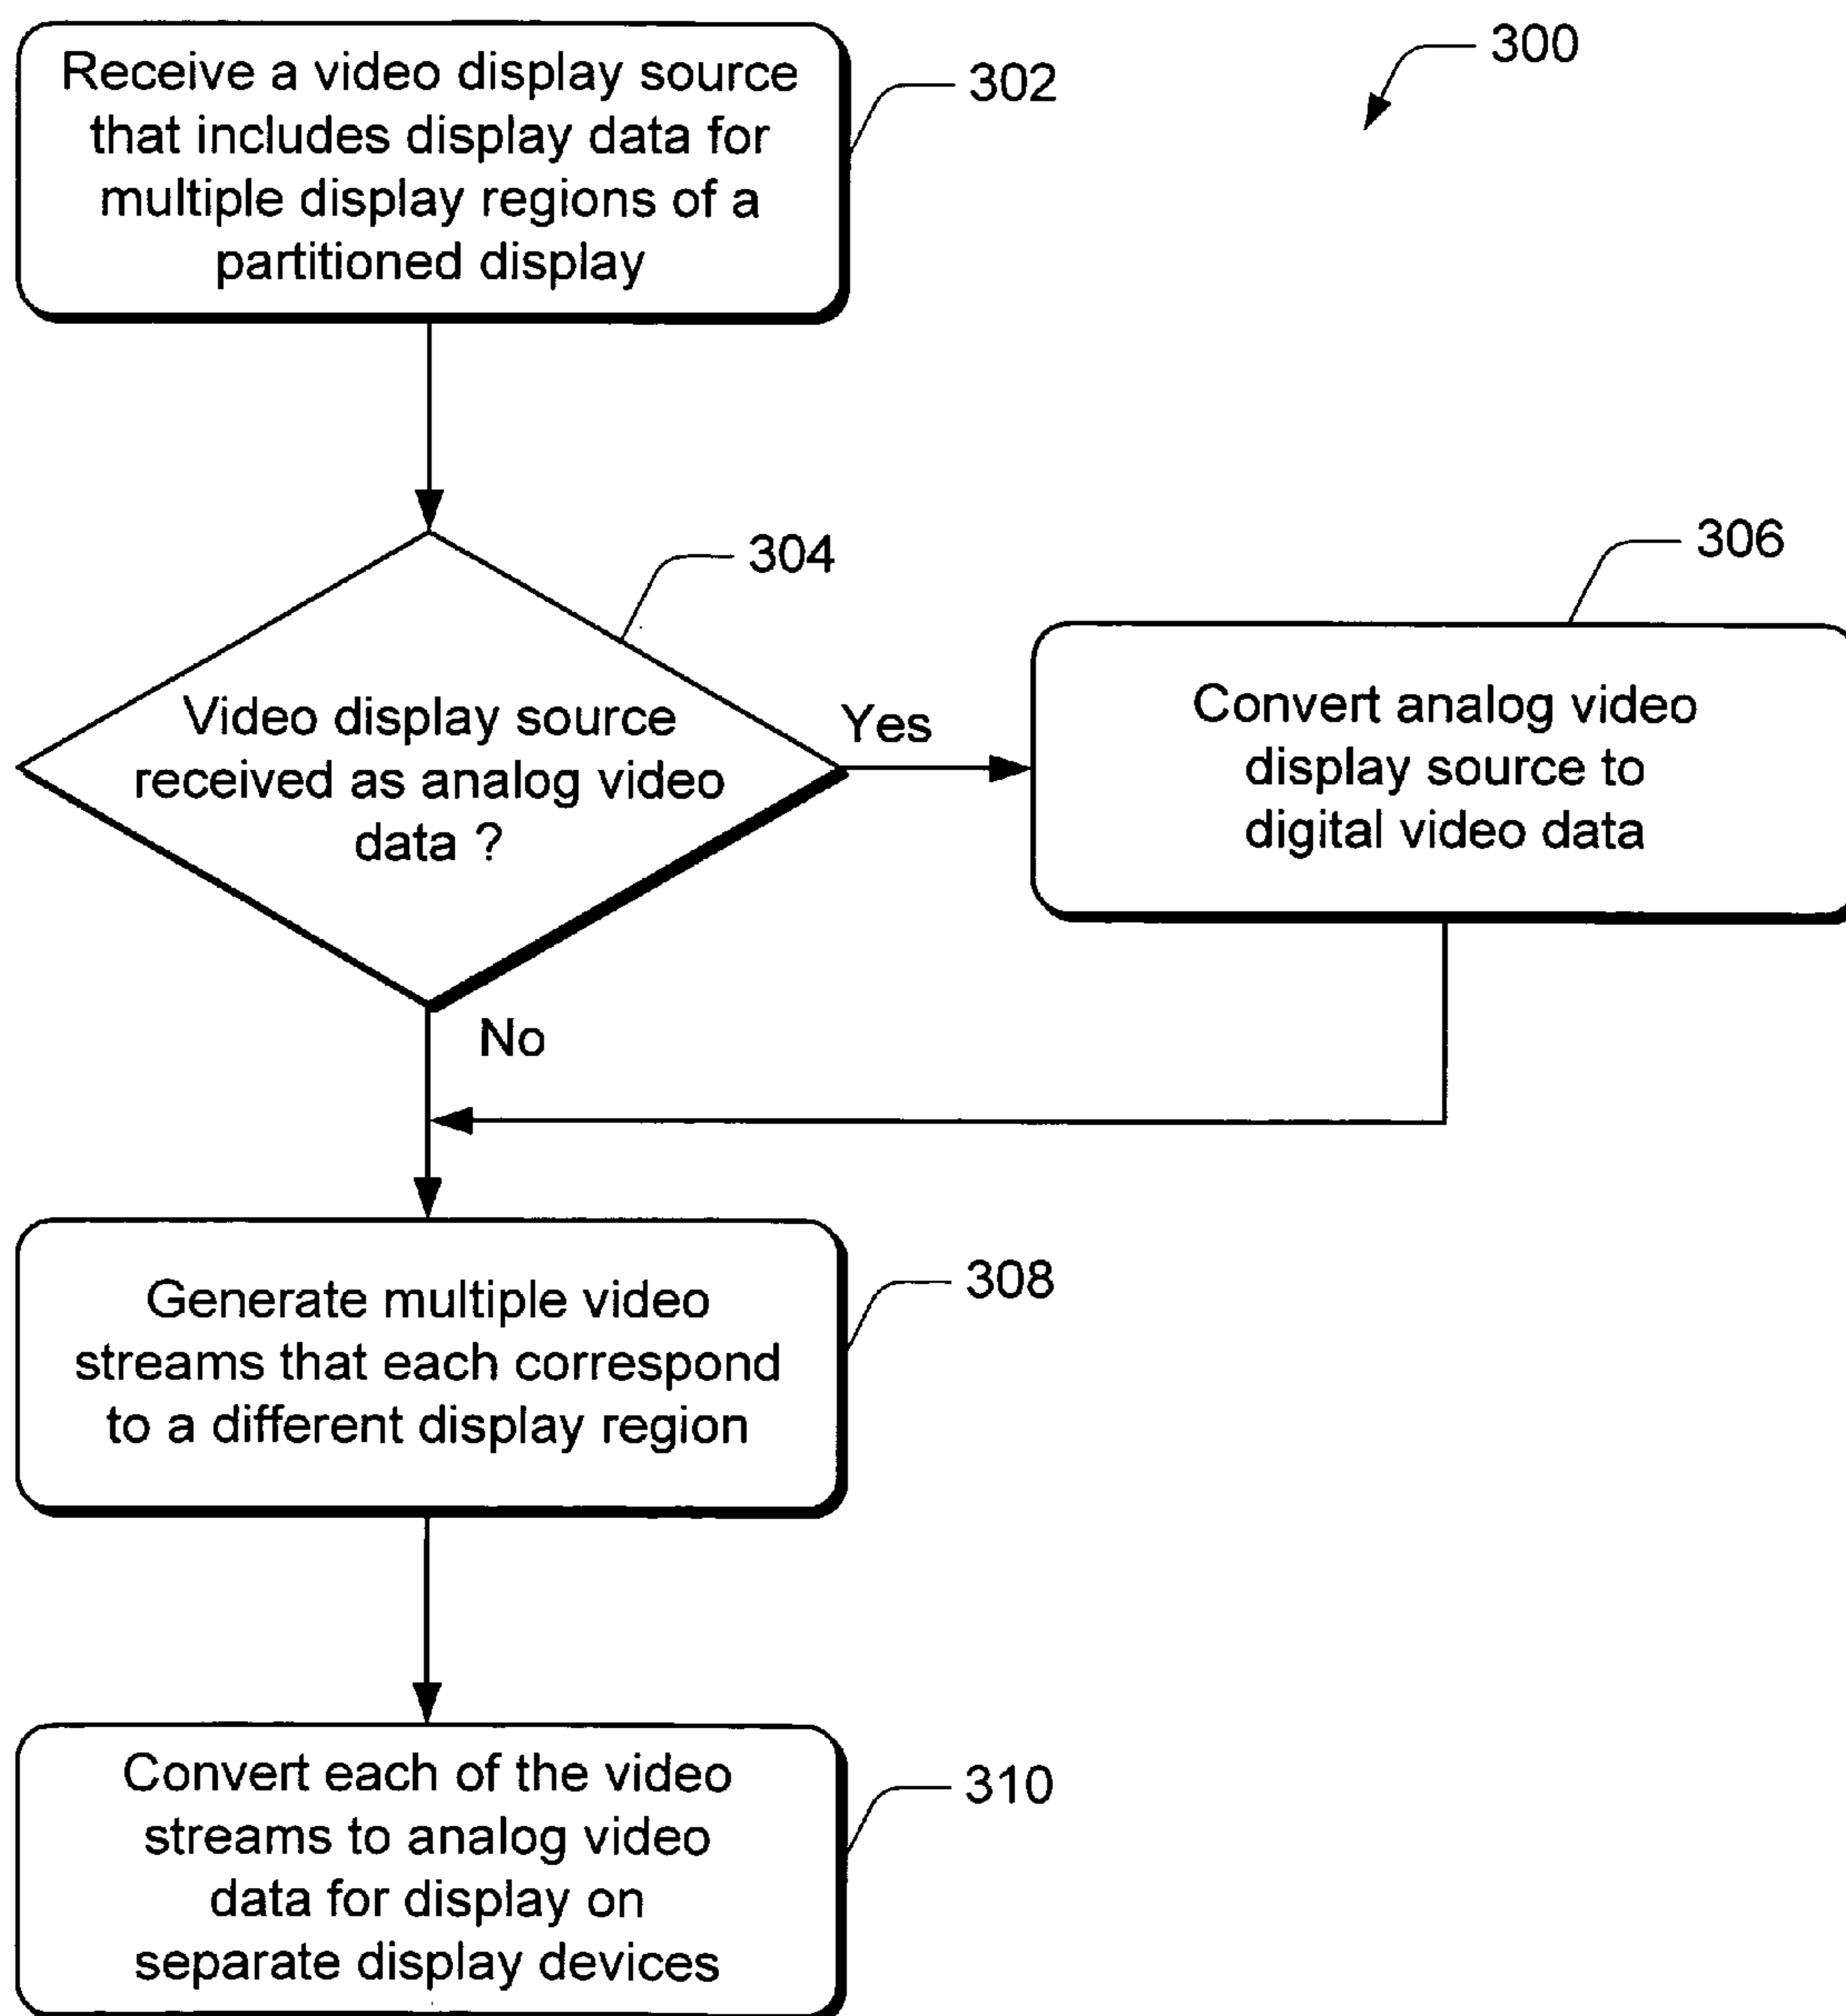 300
Receive a video display source
that includes display data for
multiple display regions of a
partitioned display
302
304
Video display source
received as analog video
data ?
Yes
306
Convert analog video
display source to
digital video data
No
Generate multiple video
streams that each correspond
to a different display region
308
Convert each of the video
streams to analog video
data for display on
separate display devices
310